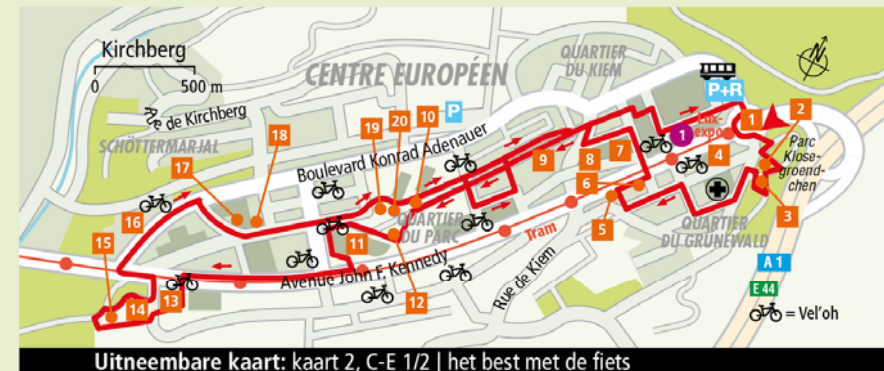 Kirchberg
0 500 m
Rue de Kirchberg
SCHÖTTERMARJAL
CENTRE EUROPÉEN
P
QUARTIER
DU KIEM
P+R
Lux-
expo
1
1
2
Parc
Klose-
groend-
chen
3
4
5
6
7
8
9
10
20
19
18
17
16
15
14
13
12
11
Boulevard Konrad Adenauer
QUARTIER
DU PARC
Tram
Avenue John F. Kennedy
Rue de Kiem
QUARTIER
DU GRÜNEWALD
A 1
E 44
= Vel'oh
N
Uitneembare kaart: kaart 2, C-E 1/2 | het best met de fiets